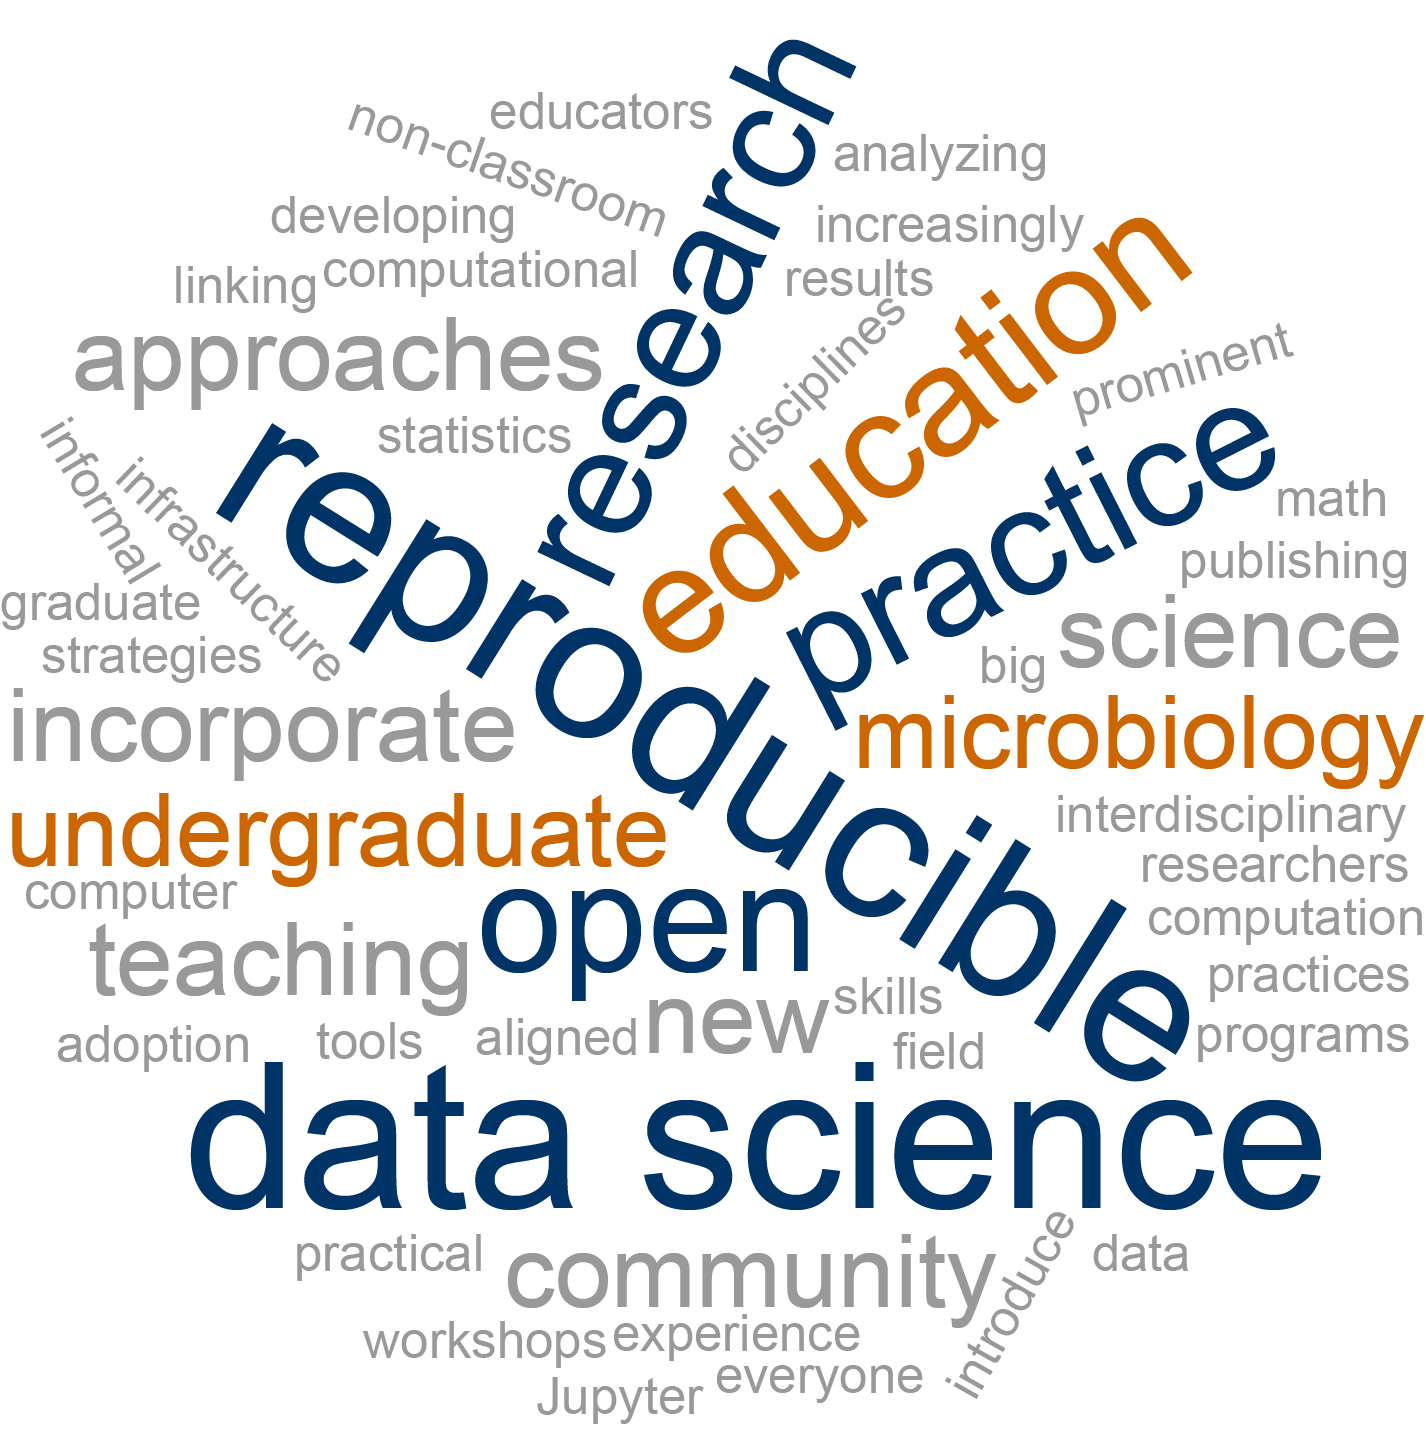 educators
non-classroom
research
analyzing
developing
increasingly
education
linking
computational
results
approaches
disciplines
prominent
statistics
practice
informal
infrastructure
reproducible
math
publishing
graduate
strategies
science
big
incorporate
microbiology
undergraduate
interdisciplinary
researchers
computer
open
computation
teaching
practices
new
skills
adoption
tools
aligned
field
programs
data science
practical
community
introduce
data
workshops
experience
everyone
Jupyter